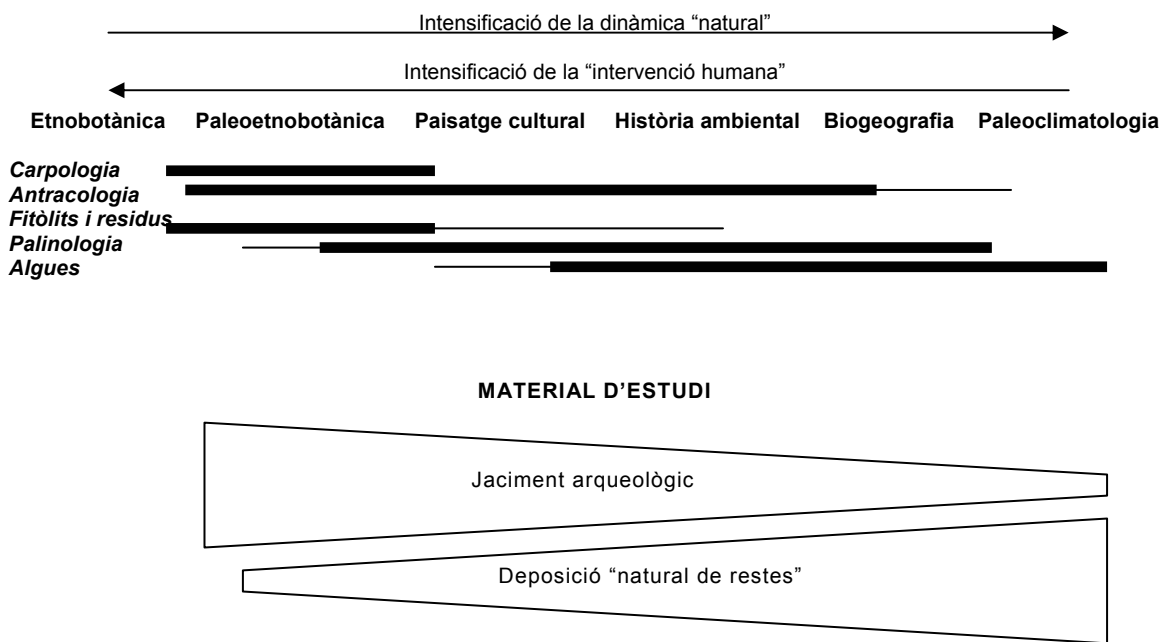 Intensificació de la dinàmica “natural”
Intensificació de la “intervenció humana”
Etnobotànica Paleoetnobotànica Paisatge cultural Història ambiental Biogeografia Paleoclimatologia
Carpologia
Antracologia
Fitòlits i residus
Palinologia
Algues
MATERIAL D’ESTUDI
Jaciment arqueològic
Deposició “natural de restes”